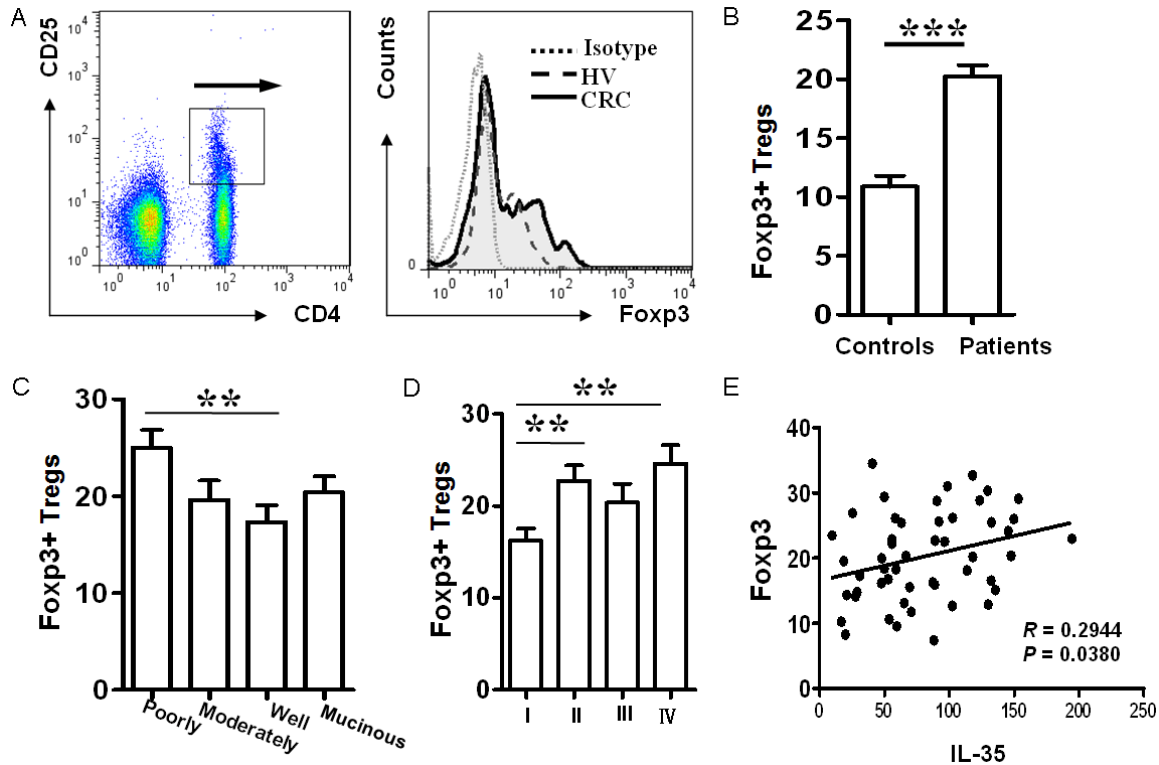 A
CD25
10^4
10^3
10^2
10^1
10^0
10^0 10^1 10^2 10^3 10^4
CD4
Counts
Isotype
HV
CRC
0
10^0 10^1 10^2 10^3 10^4
Foxp3
B
Foxp3+ Tregs
25
20
15
10
5
0
***
Controls Patients
C
Foxp3+ Tregs
30
20
10
0
**
Poorly Moderately Well Mucinous
D
Foxp3+ Tregs
30
20
10
0
**
**
I II III IV
E
Foxp3
40
30
20
10
0
R = 0.2944
P = 0.0380
0 50 100 150 200 250
IL-35